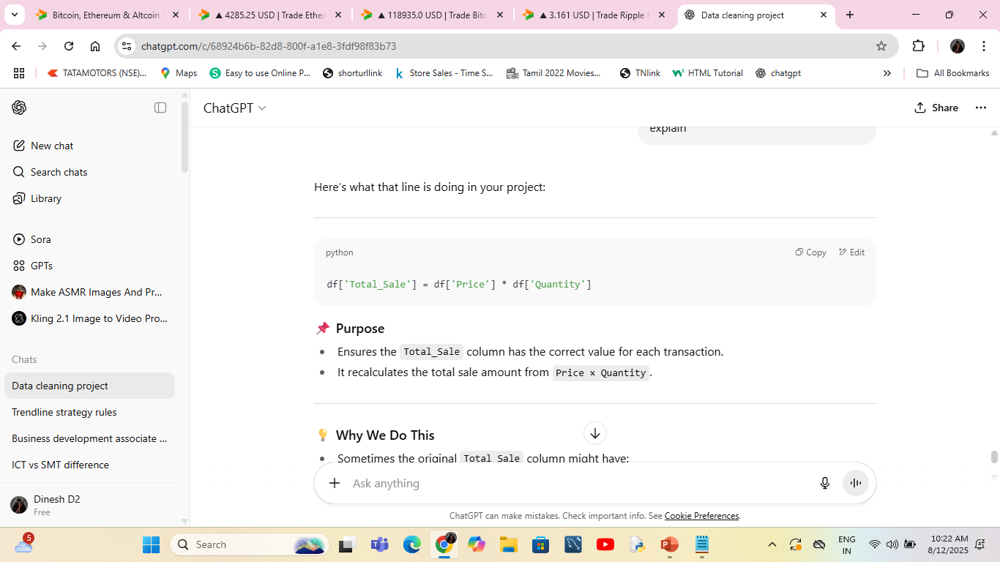 Bitcoin, Ethereum & Altcoin
▲ 4285.25 USD | Trade Ether
▲ 118935.0 USD | Trade Bitc
▲ 3.161 USD | Trade Ripple
Data cleaning project
chatgpt.com/c/68924b6b-82d8-800f-a1e8-3fdf98f83b73
TATAMOTORS (NSE)...
Maps
Easy to use Online P...
shorturllink
Store Sales - Time S...
Tamil 2022 Movies...
TNlink
HTML Tutorial
chatgpt
All Bookmarks
ChatGPT
Share
New chat
Search chats
Library
Sora
GPTs
Make ASMR Images And Pr...
Kling 2.1 Image to Video Pro...
Chats
Data cleaning project
Trendline strategy rules
Business development associate ...
ICT vs SMT difference
Dinesh D2
Free
explain
Here's what that line is doing in your project:
python
Copy
Edit
df['Total_Sale'] = df['Price'] * df['Quantity']
📌 Purpose
• Ensures the Total_Sale column has the correct value for each transaction.
• It recalculates the total sale amount from Price × Quantity.
💡 Why We Do This
• Sometimes the original Total_Sale column might have:
Ask anything
ChatGPT can make mistakes. Check important info. See Cookie Preferences.
5
Search
ENG
IN
10:22 AM
8/12/2025